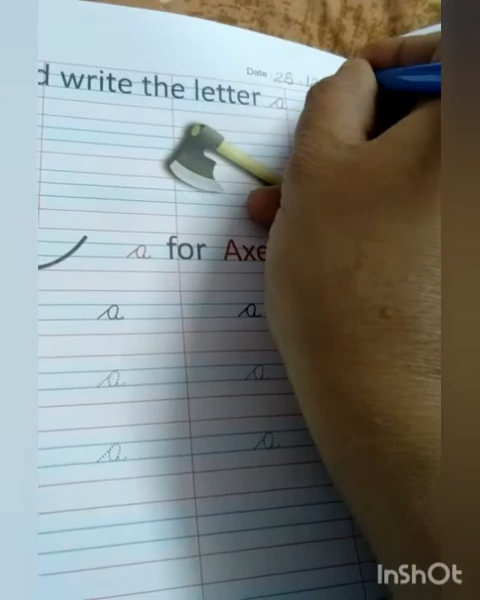 Date: 28
d write the letter a
a for Axe
a a
a a
a a
InShOt